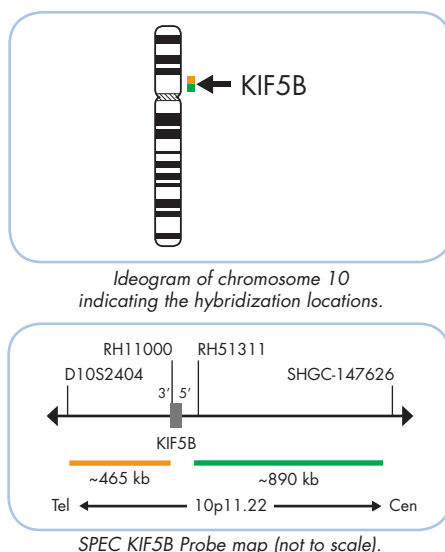 KIF5B
Ideogram of chromosome 10
indicating the hybridization locations.
RH11000 RH51311
D10S2404 SHGC-147626
3’ 5’
KIF5B
~465 kb ~890 kb
Tel 10p11.22 Cen
SPEC KIF5B Probe map (not to scale).